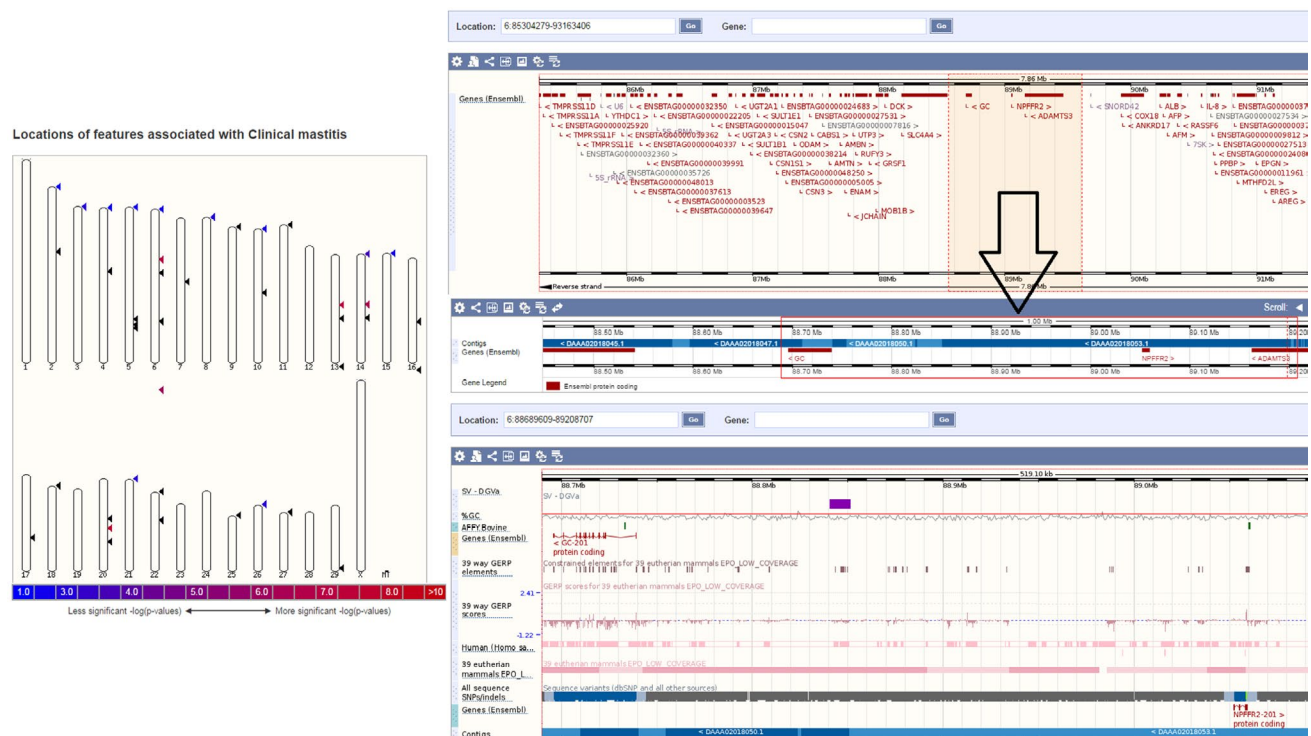 Locations of features associated with Clinical mastitis
1 2 3 4 5 6 7 8 9 10 11 12 13 14 15 16
17 18 19 20 21 22 23 24 25 26 27 28 29 X MT
1.0 3.0 4.0 5.0 6.0 7.0 8.0 >10
Less significant -log(p-values) More significant -log(p-values)
Location: 6:85304279-93163406 Go Gene: Go
7.86 Mb
86Mb 87Mb 88Mb 89Mb 90Mb 91Mb
Genes (Ensembl)
< TMPRSS11D < U6 < ENSBTAG00000032350 < UGT2A1 ENSBTAG00000024683 > < DCK < GC NPFFR2 > < SNORD42 ALB > IL-8 >
< TMPRSS11A YTHDC1 > < ENSBTAG00000022205 < SULT1E1 ENSBTAG00000027531 > < ADAMTS3 < COX18 AFP >
< ENSBTAG00000025920 5S_rRNA < ENSBTAG00000015047 ENSBTAG00000007816 > < ANKRD17 < RASSF6
< TMPRSS11F < ENSBTAG00000039362 < UGT2A3 < CSN2 CABS1 > UTP3 > SLC4A4 > AFM >
< TMPRSS11E < ENSBTAG00000040337 < SULT1B1 ODAM > AMBN > 7SK >
ENSBTAG00000032360 > < ENSBTAG00000038214 RUFY3 >
< ENSBTAG00000039991 CSN1S1 > AMTN > < GRSF1 PPBP > EPGN >
5S_rRNA < ENSBTAG00000035726 ENSBTAG00000048250 > ENSBTAG00000011961 >
< ENSBTAG00000048013 ENSBTAG00000005005 > MTHFD2L >
< ENSBTAG00000037613 CSN3 > ENAM > EREG >
< ENSBTAG00000003523 AREG >
< ENSBTAG00000039647 MOB1B >
< JCHAIN
86Mb 87Mb 88Mb 89Mb 90Mb 91Mb
Reverse strand
Scroll:
1.00 Mb
88.50 Mb 88.60 Mb 88.70 Mb 88.80 Mb 88.90 Mb 89.00 Mb 89.10 Mb
Contigs < DAAA02018045.1 < DAAA02018047.1 < DAAA02018050.1 < DAAA02018053.1
Genes (Ensembl)
< GC NPFFR2 > < ADAMTS3
88.50 Mb 88.60 Mb 88.70 Mb 88.80 Mb 88.90 Mb 89.00 Mb 89.10 Mb
Gene Legend Ensembl protein coding
Location: 6:88689609-89208707 Go Gene: Go
519.10 kb
88.7Mb 88.8Mb 88.9Mb 89.0Mb
SV - DGVa SV - DGVa
%GC
AFFY Bovine
Genes (Ensembl)
< GC-201
protein coding
39 way GERP elements Constrained elements for 39 eutherian mammals EPO_LOW_COVERAGE
GERP scores for 39 eutherian mammals EPO_LOW_COVERAGE
2.41
39 way GERP scores
-1.22
Human (Homo sa...
39 eutherian mammals EPO_L... 39 eutherian mammals EPO_LOW_COVERAGE
All sequence SNPs/indels Sequence variants (dbSNP and all other sources)
Genes (Ensembl)
NPFFR2-201 >
protein coding
Contigs < DAAA02018050.1 < DAAA02018053.1